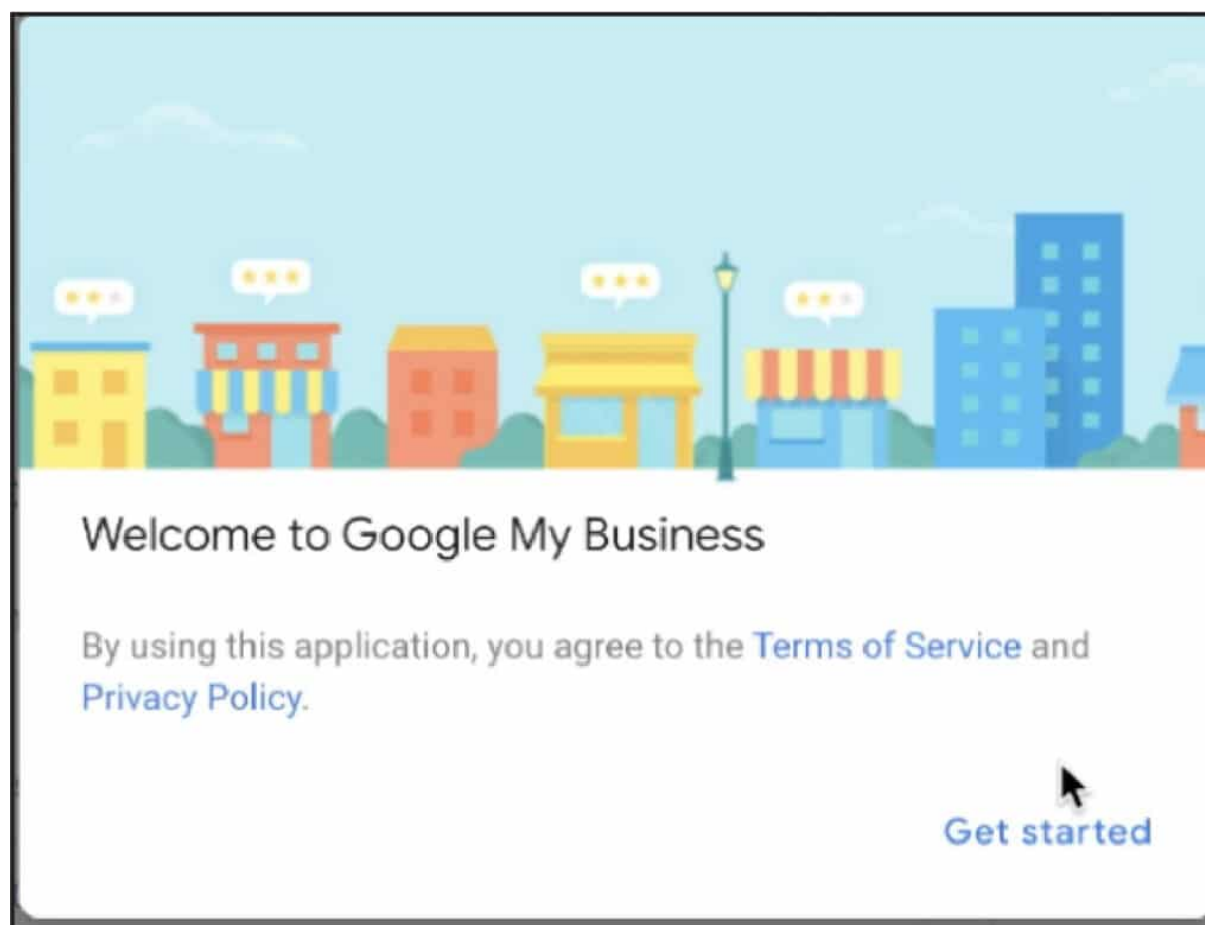 Welcome to Google My Business
By using this application, you agree to the Terms of Service and
Privacy Policy.
Get started